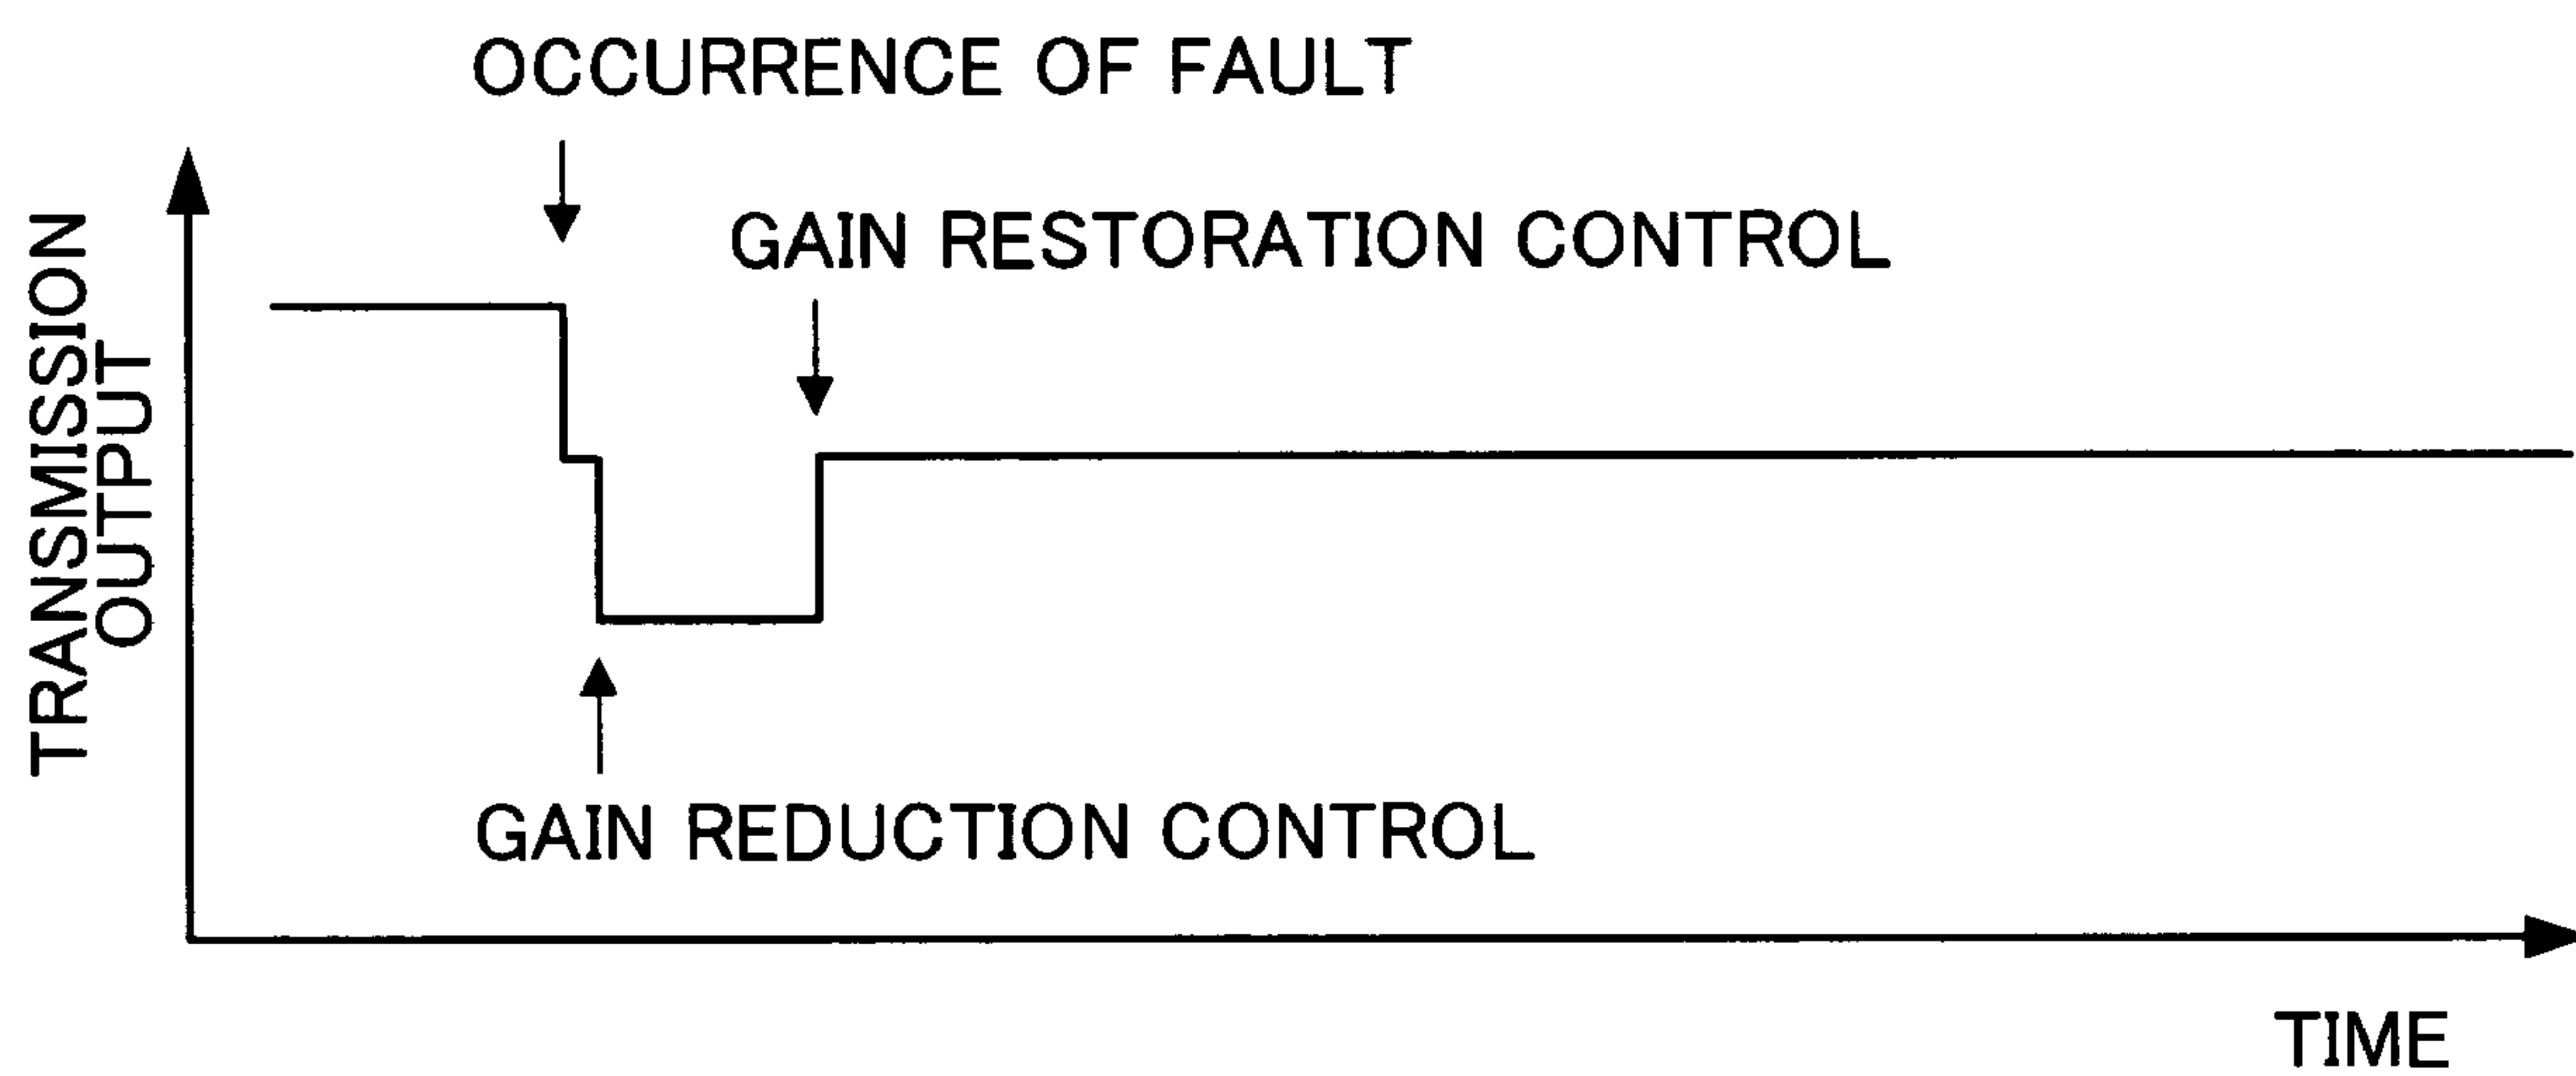 OCCURRENCE OF FAULT
GAIN RESTORATION CONTROL
TRANSMISSION
OUTPUT
GAIN REDUCTION CONTROL
TIME